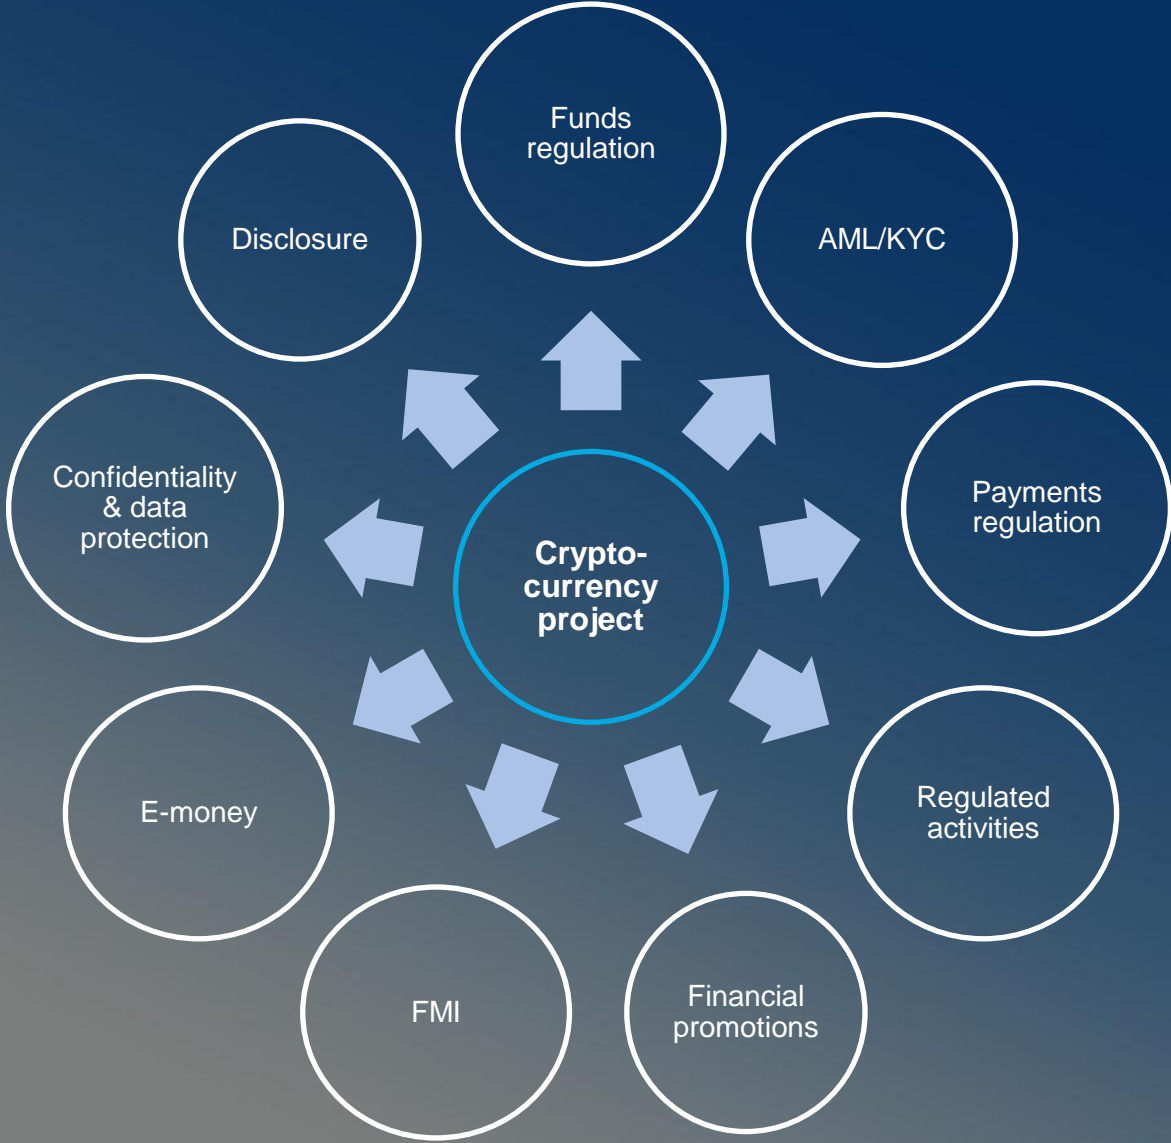 Funds
regulation
Disclosure
AML/KYC
Confidentiality
& data
protection
Payments
regulation
Crypto-
currency
project
E-money
Regulated
activities
FMI
Financial
promotions